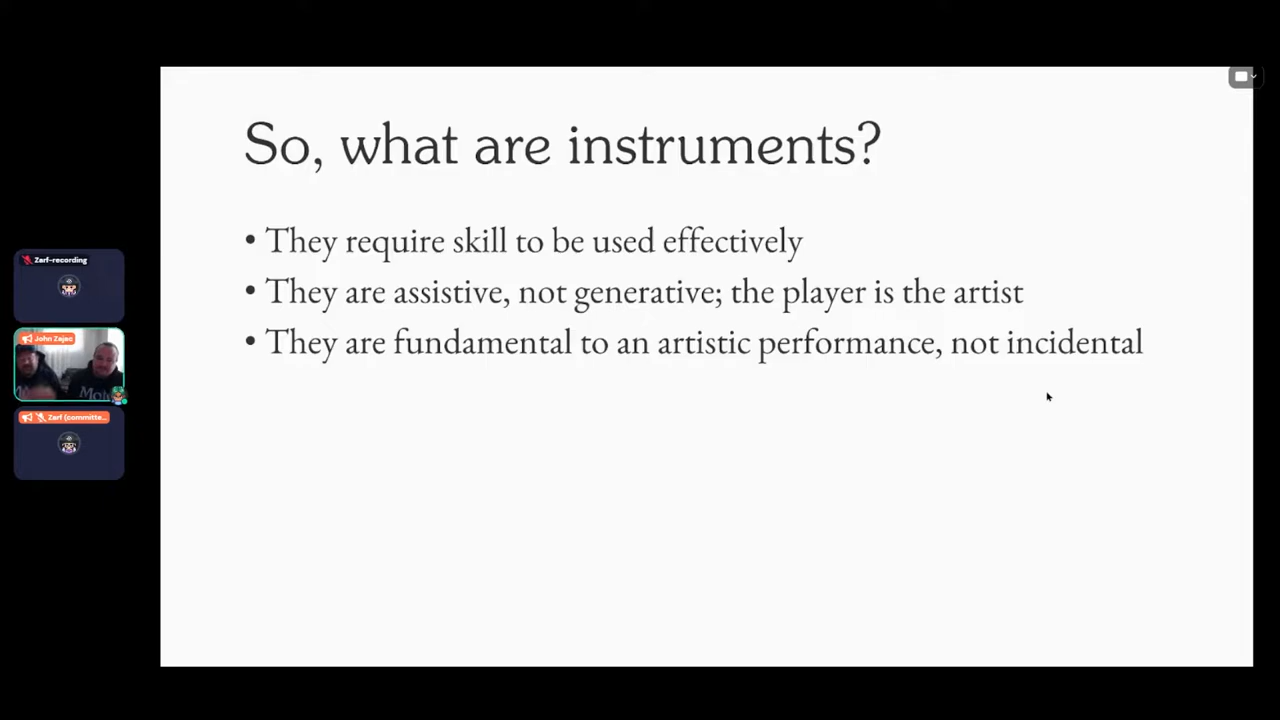 So, what are instruments?
• They require skill to be used effectively
• They are assistive, not generative; the player is the artist
• They are fundamental to an artistic performance, not incidental
Zarf-recording
John Zajac
Zarf (committe...